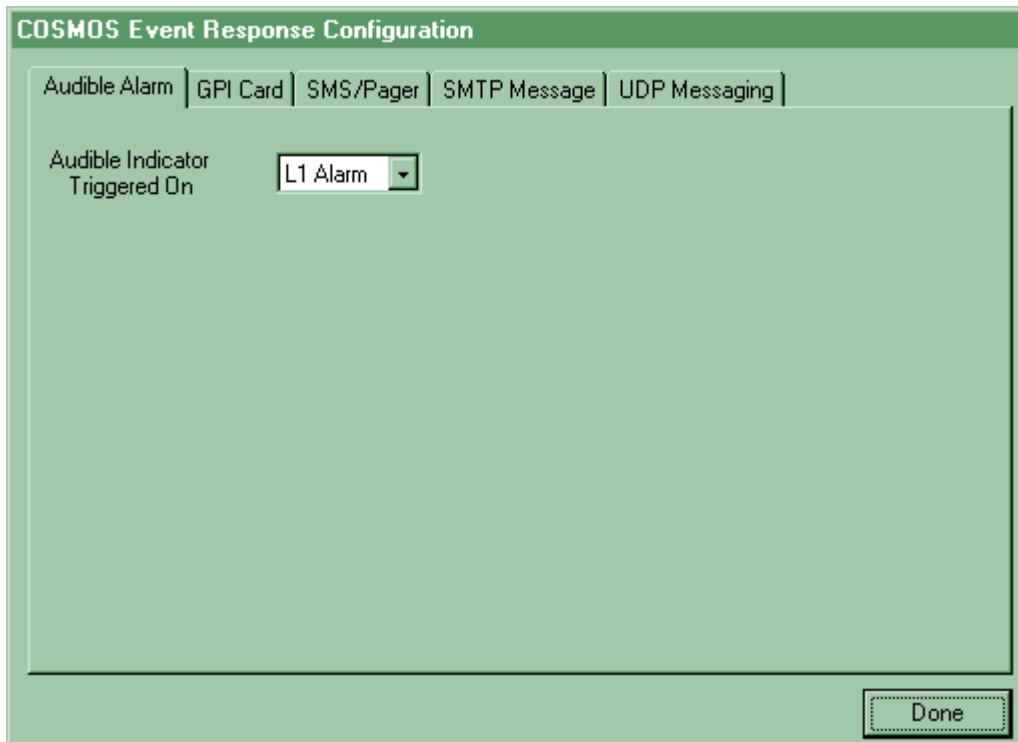 COSMOS Event Response Configuration
Audible Alarm GPI Card SMS/Pager SMTP Message UDP Messaging
Audible Indicator
Triggered On
L1 Alarm
Done